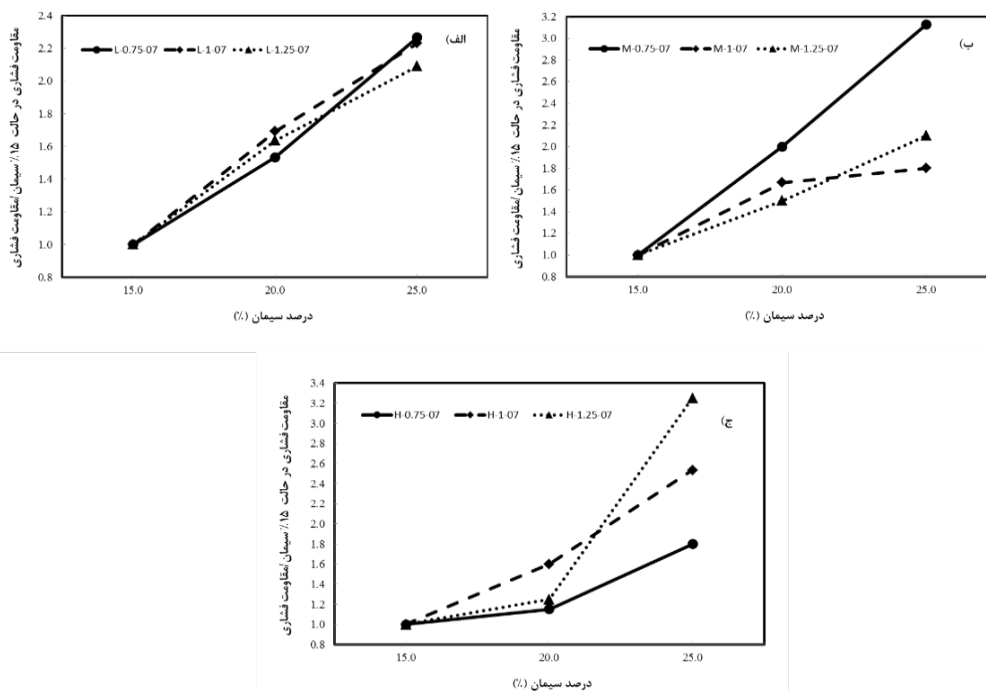 الف)
L-0.75-07 L-1-07 L-1.25-07
2.4
2.2
2.0
1.8
1.6
1.4
1.2
1.0
0.8
15.0 20.0 25.0
درصد سیمان (٪)
مقاومت فشاری در حالت ۱۵٪ سیمان/مقاومت فشاری
ب)
M-0.75-07 M-1-07 M-1.25-07
3.2
3.0
2.8
2.6
2.4
2.2
2.0
1.8
1.6
1.4
1.2
1.0
0.8
15.0 20.0 25.0
درصد سیمان (٪)
مقاومت فشاری در حالت ۱۵٪ سیمان/مقاومت فشاری
ج)
H-0.75-07 H-1-07 H-1.25-07
3.4
3.2
3.0
2.8
2.6
2.4
2.2
2.0
1.8
1.6
1.4
1.2
1.0
0.8
15.0 20.0 25.0
درصد سیمان (٪)
مقاومت فشاری در حالت ۱۵٪ سیمان/مقاومت فشاری